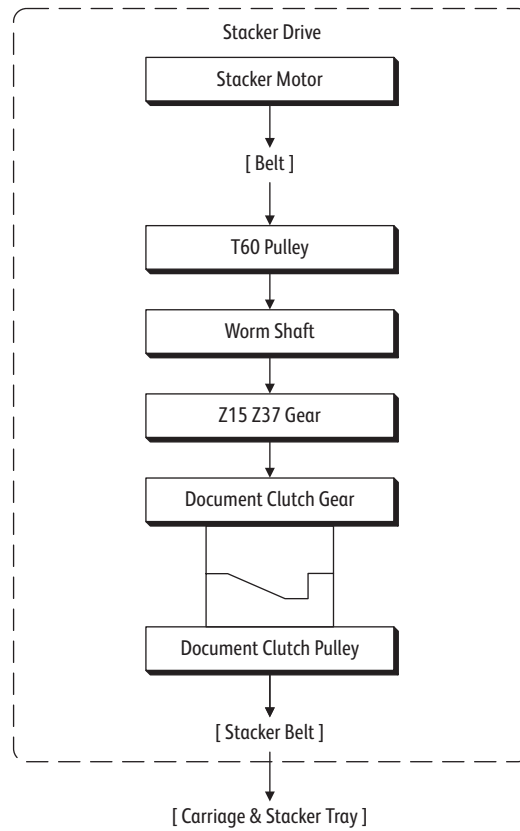 Stacker Drive
Stacker Motor
[ Belt ]
T60 Pulley
Worm Shaft
Z15 Z37 Gear
Document Clutch Gear
Document Clutch Pulley
[ Stacker Belt ]
[ Carriage & Stacker Tray ]